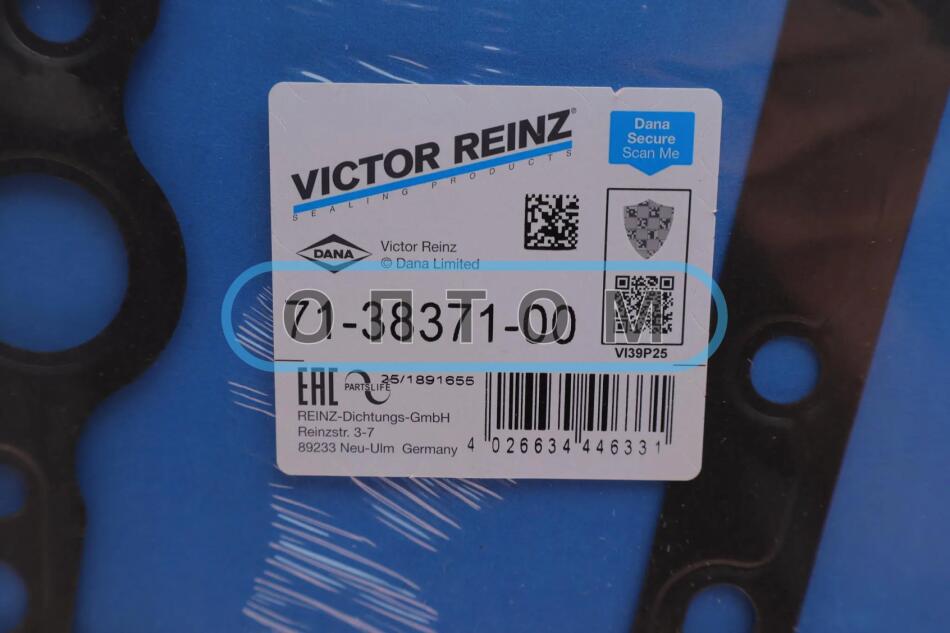 VICTOR REINZ®
SEALING PRODUCTS
Dana
Secure
Scan Me
DANA
Victor Reinz
© Dana Limited
71-38371-00
ОПТОМ
VI39P25
EAC PARTSLIFE 25/1891655
REINZ-Dichtungs-GmbH
Reinzstr. 3-7
89233 Neu-Ulm Germany
4 026634 446331